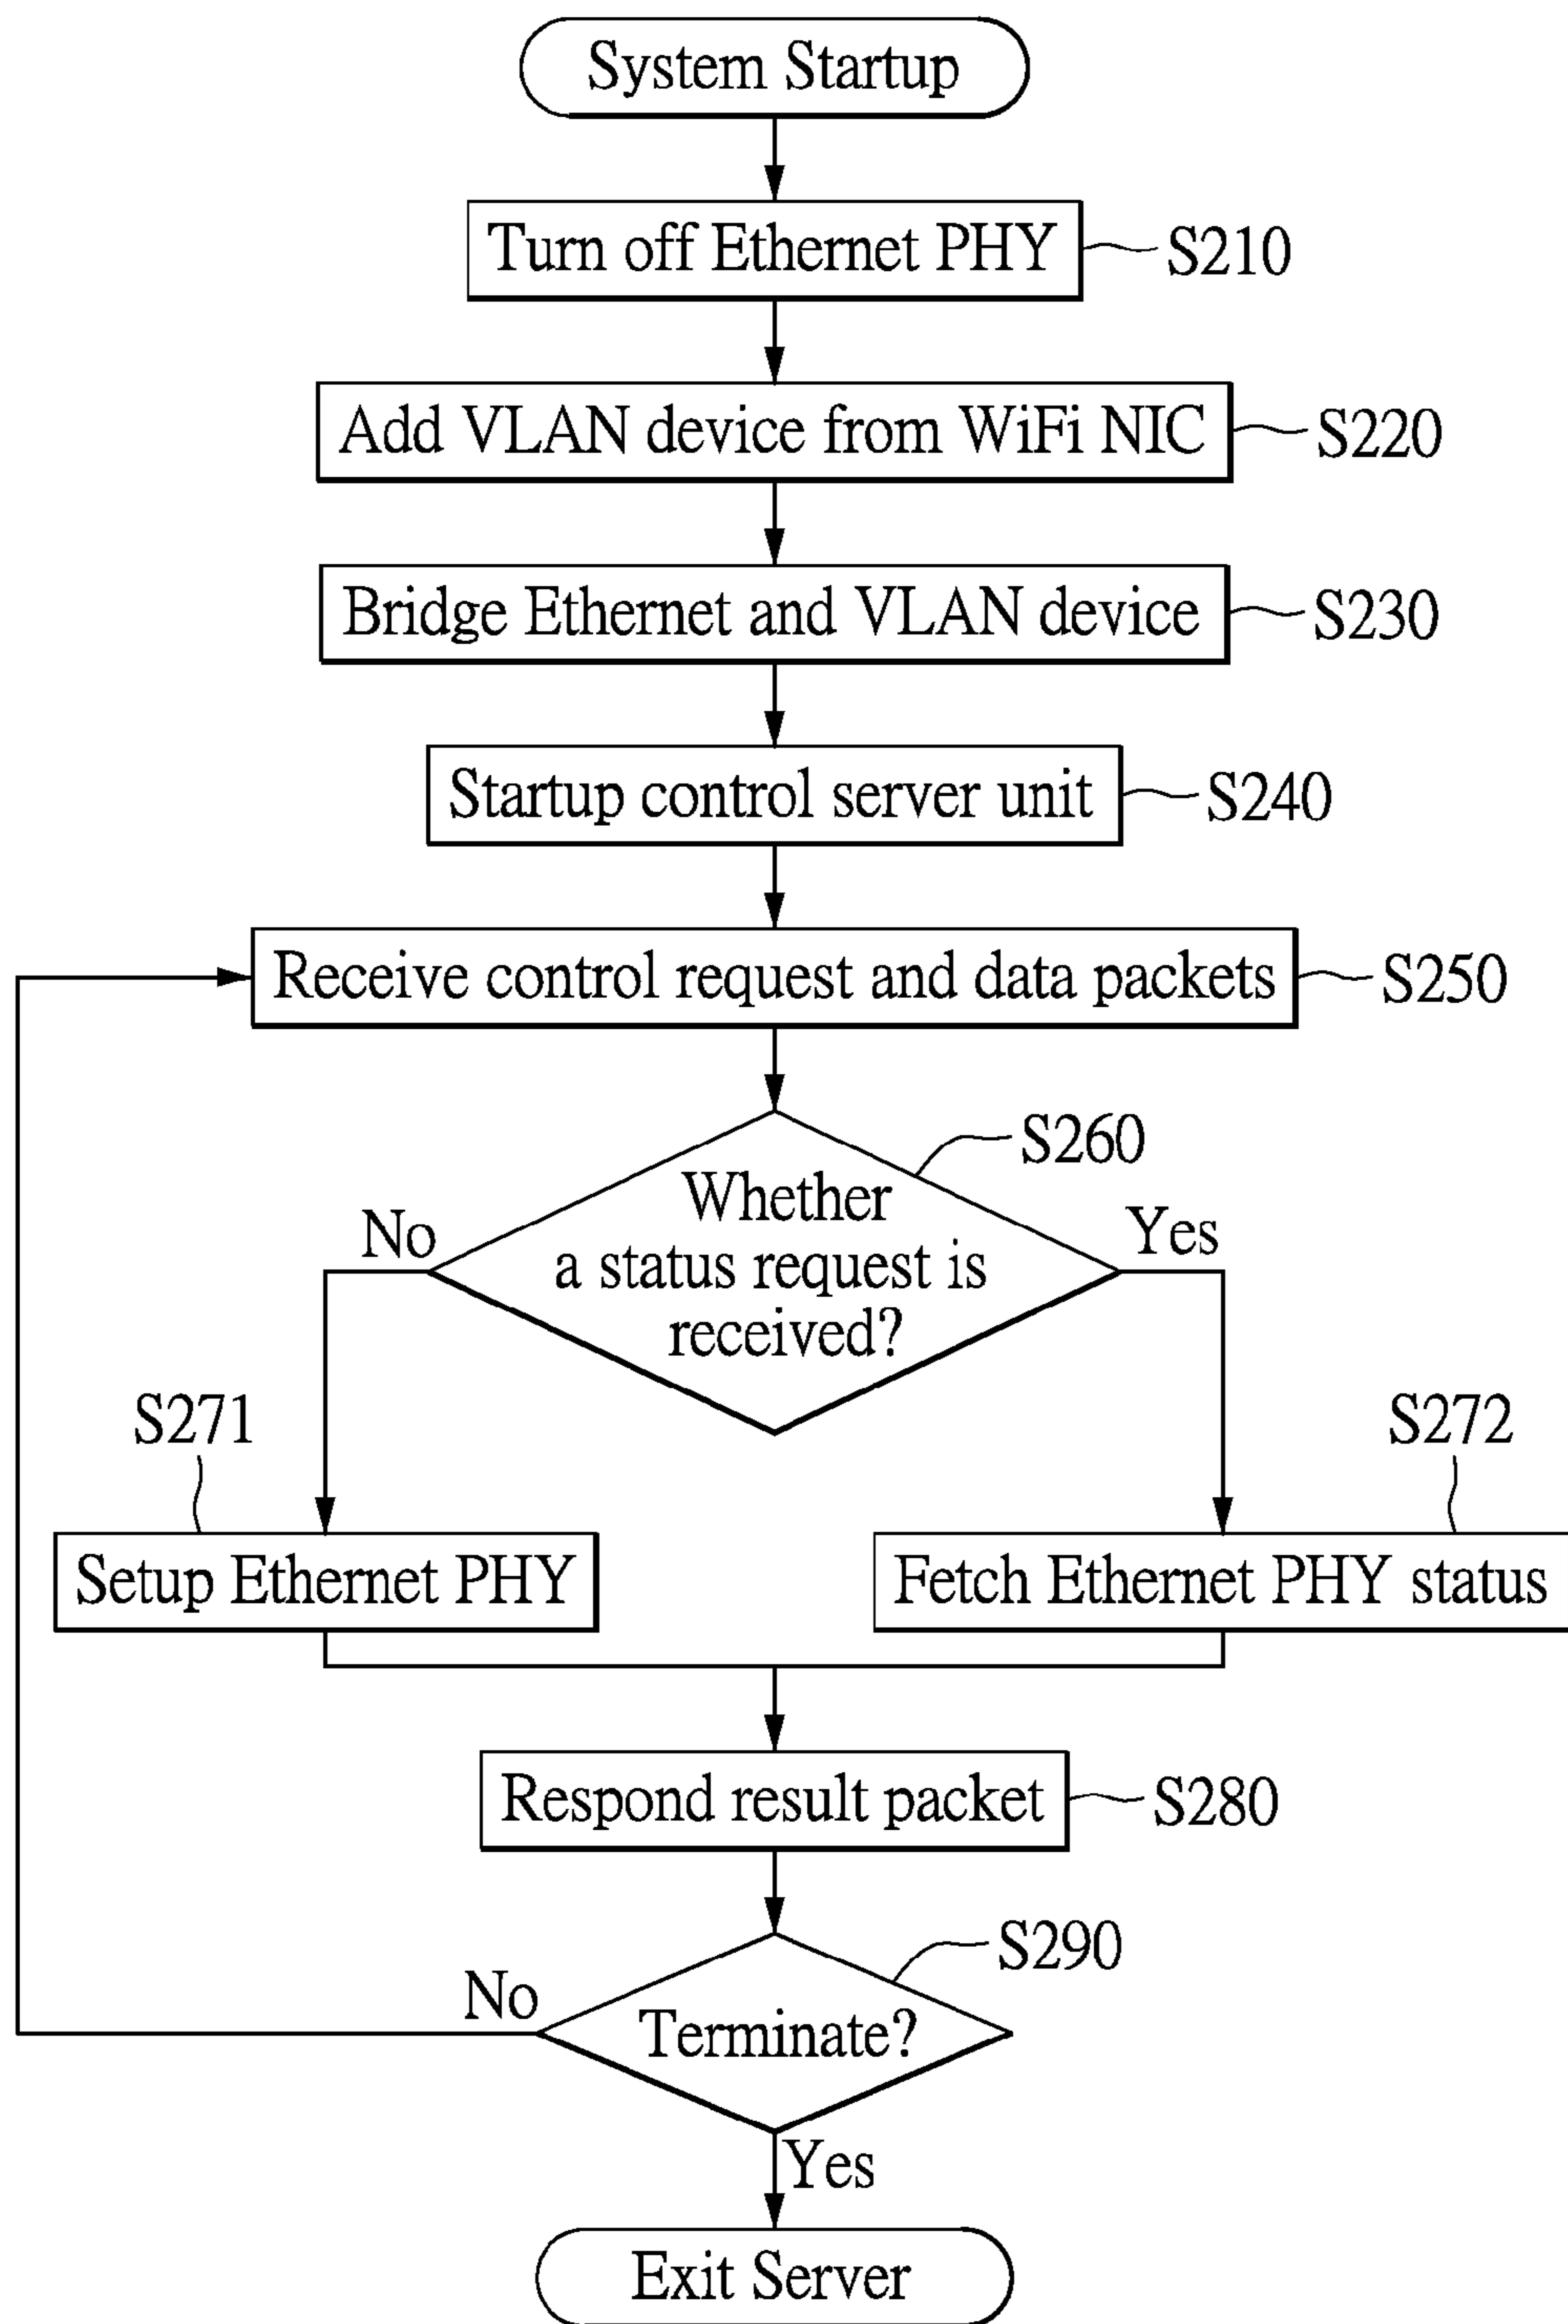 System Startup
Turn off Ethernet PHY
S210
Add VLAN device from WiFi NIC
S220
Bridge Ethernet and VLAN device
S230
Startup control server unit
S240
Receive control request and data packets
S250
S260
Whether
a status request is
received?
No
Yes
S271
S272
Setup Ethernet PHY
Fetch Ethernet PHY status
Respond result packet
S280
S290
Terminate?
No
Yes
Exit Server